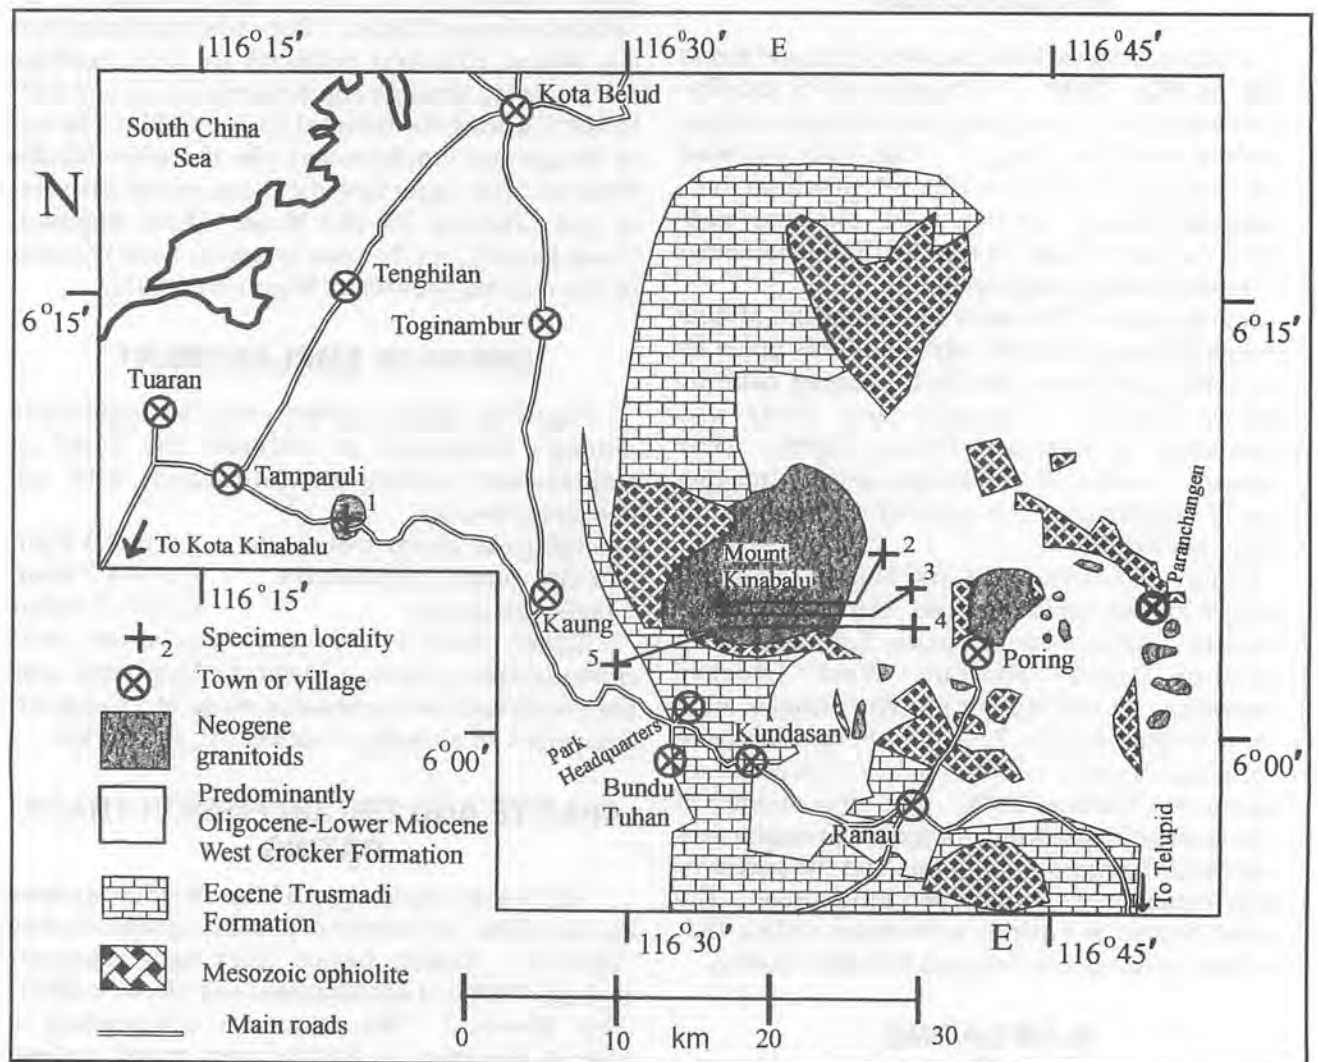 116°15′
116°30′ E
116°45′
Kota Belud
South China
Sea
N
Tenghilan
6°15′
Toginambur
6°15′
Tuaran
Tamparuli
1
To Kota Kinabalu
Paranchangen
Mount
Kinabalu
2
3
4
116°15′
Kaung
5
Poring
Specimen locality
2
Town or village
Neogene
granitoids
Park
Headquarters
Kundasan
6°00′
6°00′
Bundu
Tuhan
Ranau
To Telupid
Predominantly
Oligocene-Lower Miocene
West Crocker Formation
Eocene Trusmadi
Formation
116°30′
E
116°45′
Mesozoic ophiolite
Main roads
0
10
km
20
30